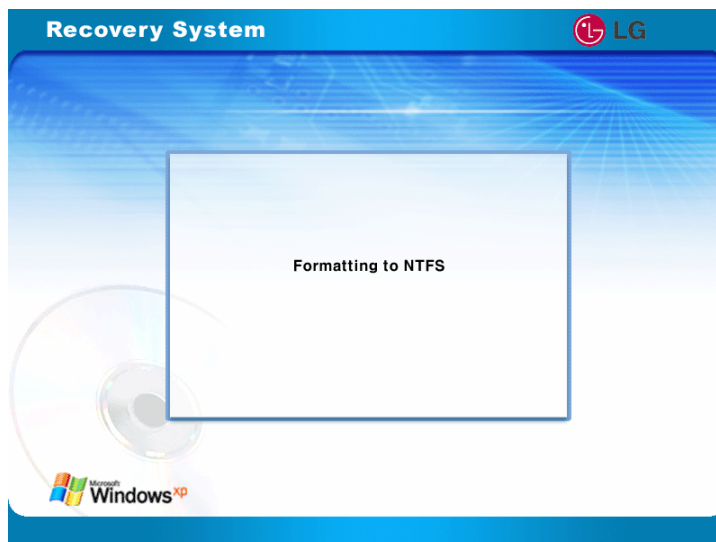 Recovery System
LG
Formatting to NTFS
Microsoft
Windows xp